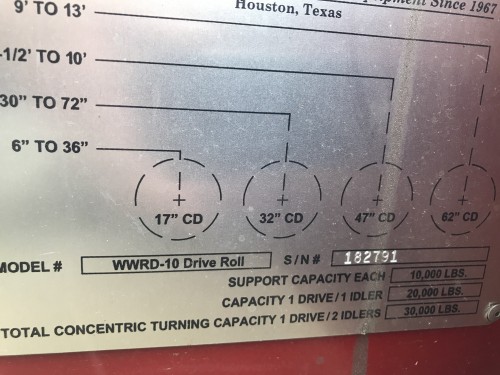 Equipment Since 1967
Houston, Texas
9' TO 13'
-1/2' TO 10'
30" TO 72"
6" TO 36"
17" CD 32" CD 47" CD 62" CD
MODEL # WWRD-10 Drive Roll S/N # 182791
SUPPORT CAPACITY EACH 10,000 LBS.
CAPACITY 1 DRIVE/1 IDLER 20,000 LBS.
TOTAL CONCENTRIC TURNING CAPACITY 1 DRIVE/2 IDLERS 30,000 LBS.